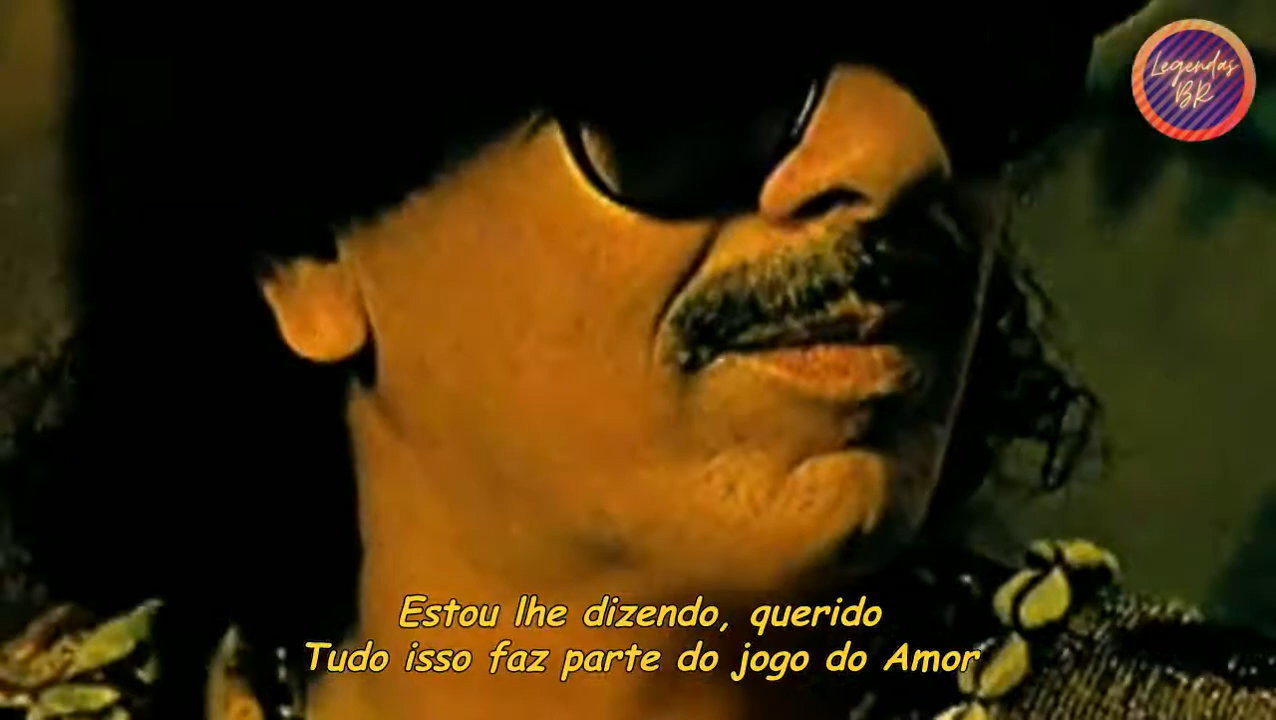 Legendas
BR
Estou lhe dizendo, querido
Tudo isso faz parte do jogo do Amor